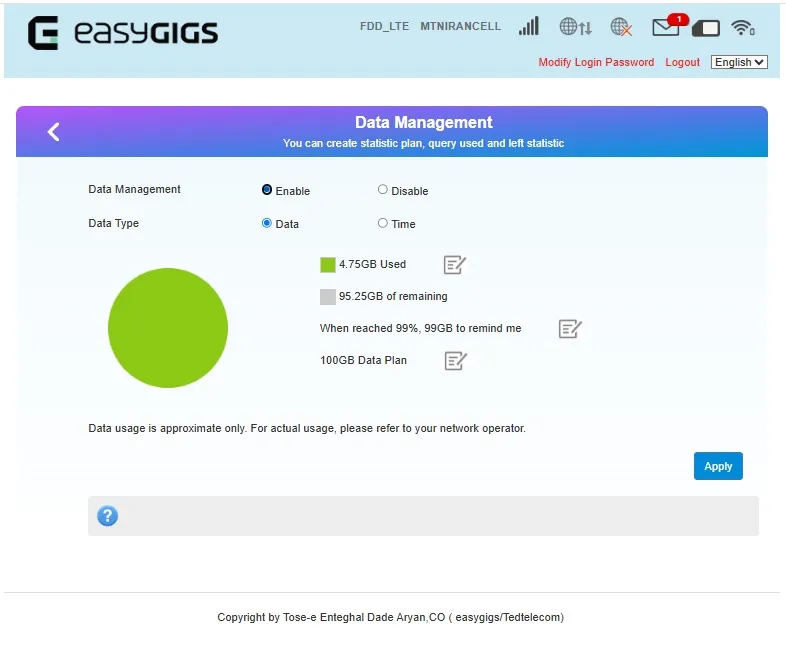 easyGIGS
FDD_LTE MTNIRANCELL 1 0
Modify Login Password Logout English
Data Management
You can create statistic plan, query used and left statistic
Data Management Enable Disable
Data Type Data Time
4.75GB Used
95.25GB of remaining
When reached 99%, 99GB to remind me
100GB Data Plan
Data usage is approximate only. For actual usage, please refer to your network operator.
Apply
?
Copyright by Tose-e Enteghal Dade Aryan,CO ( easygigs/Tedtelecom)